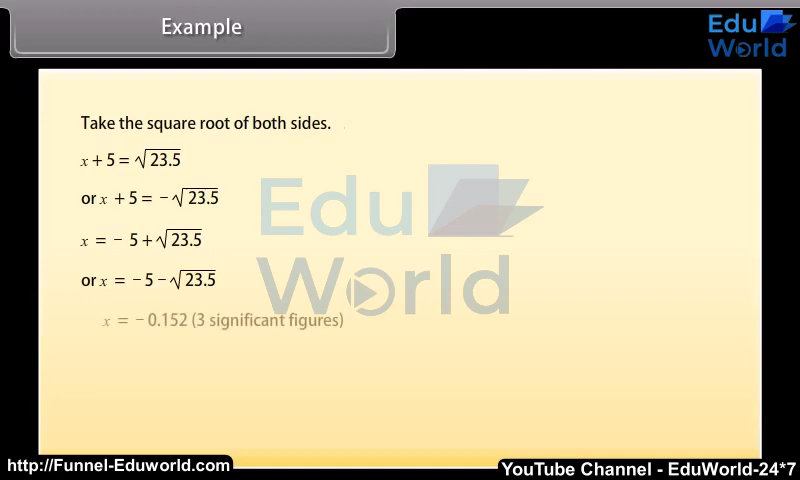 Example
Edu
World
Take the square root of both sides.
x + 5 = √23.5
or x + 5 = −√23.5
x = − 5 + √23.5
or x = − 5 − √23.5
x = − 0.152 (3 significant figures)
Edu
World
http://Funnel-Eduworld.com
YouTube Channel - EduWorld-24*7